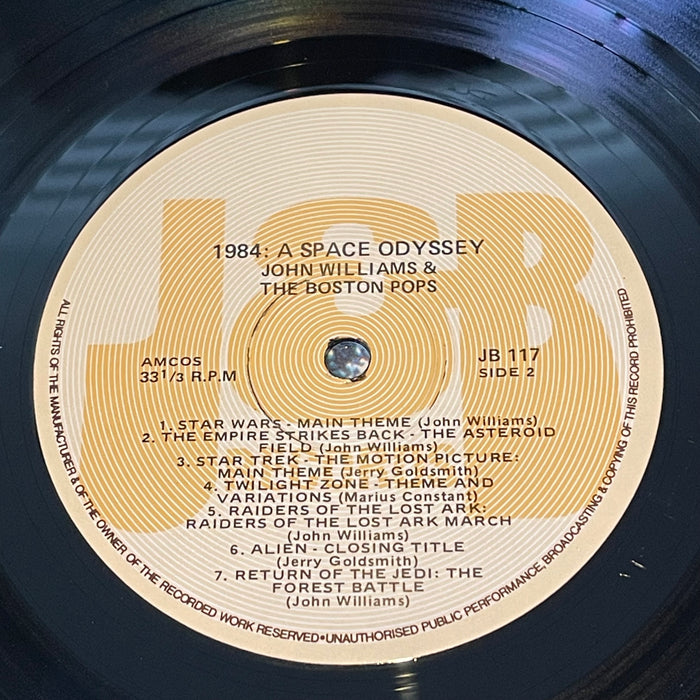 J&B
1984: A SPACE ODYSSEY
JOHN WILLIAMS &
THE BOSTON POPS
AMCOS
33 1/3 R.P.M
JB 117
SIDE 2
1. STAR WARS - MAIN THEME (John Williams)
2. THE EMPIRE STRIKES BACK - THE ASTEROID
FIELD (John Williams)
3. STAR TREK - THE MOTION PICTURE:
MAIN THEME (Jerry Goldsmith)
4. TWILIGHT ZONE - THEME AND
VARIATIONS (Marius Constant)
5. RAIDERS OF THE LOST ARK:
RAIDERS OF THE LOST ARK MARCH
(John Williams)
6. ALIEN - CLOSING TITLE
(Jerry Goldsmith)
7. RETURN OF THE JEDI: THE
FOREST BATTLE
(John Williams)
ALL RIGHTS OF THE MANUFACTURER & OF THE OWNER OF THE RECORDED WORK RESERVED•UNAUTHORISED PUBLIC PERFORMANCE, BROADCASTING & COPYING OF THIS RECORD PROHIBITED